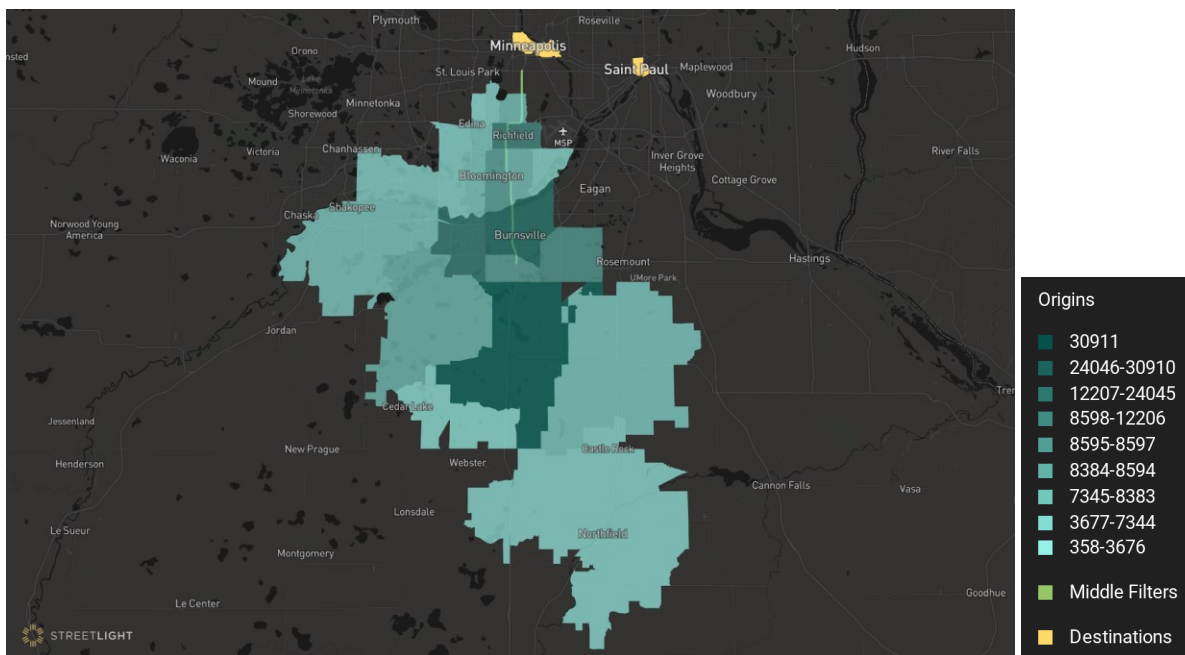 Plymouth
Roseville
Minneapolis
Hudson
Orono
nsted
Saint Paul
Maplewood
St. Louis Park
Mound
Lake
Minnetonka
Woodbury
Minnetonka
Shorewood
Edina
Richfield
MSP
Chanhassen
Victoria
Waconia
Inver Grove
Heights
River Falls
Bloomington
Cottage Grove
Eagan
Shakopee
Chaska
Norwood Young
America
Burnsville
Hastings
Rosemount
UMore Park
Jordan
Tren
Cedar Lake
Jessenland
New Prague
Castle Rock
Webster
Henderson
Cannon Falls
Vasa
Lonsdale
Le Sueur
Northfield
Montgomery
Goodhue
Le Center
STREETLIGHT
Origins
30911
24046-30910
12207-24045
8598-12206
8595-8597
8384-8594
7345-8383
3677-7344
358-3676
Middle Filters
Destinations